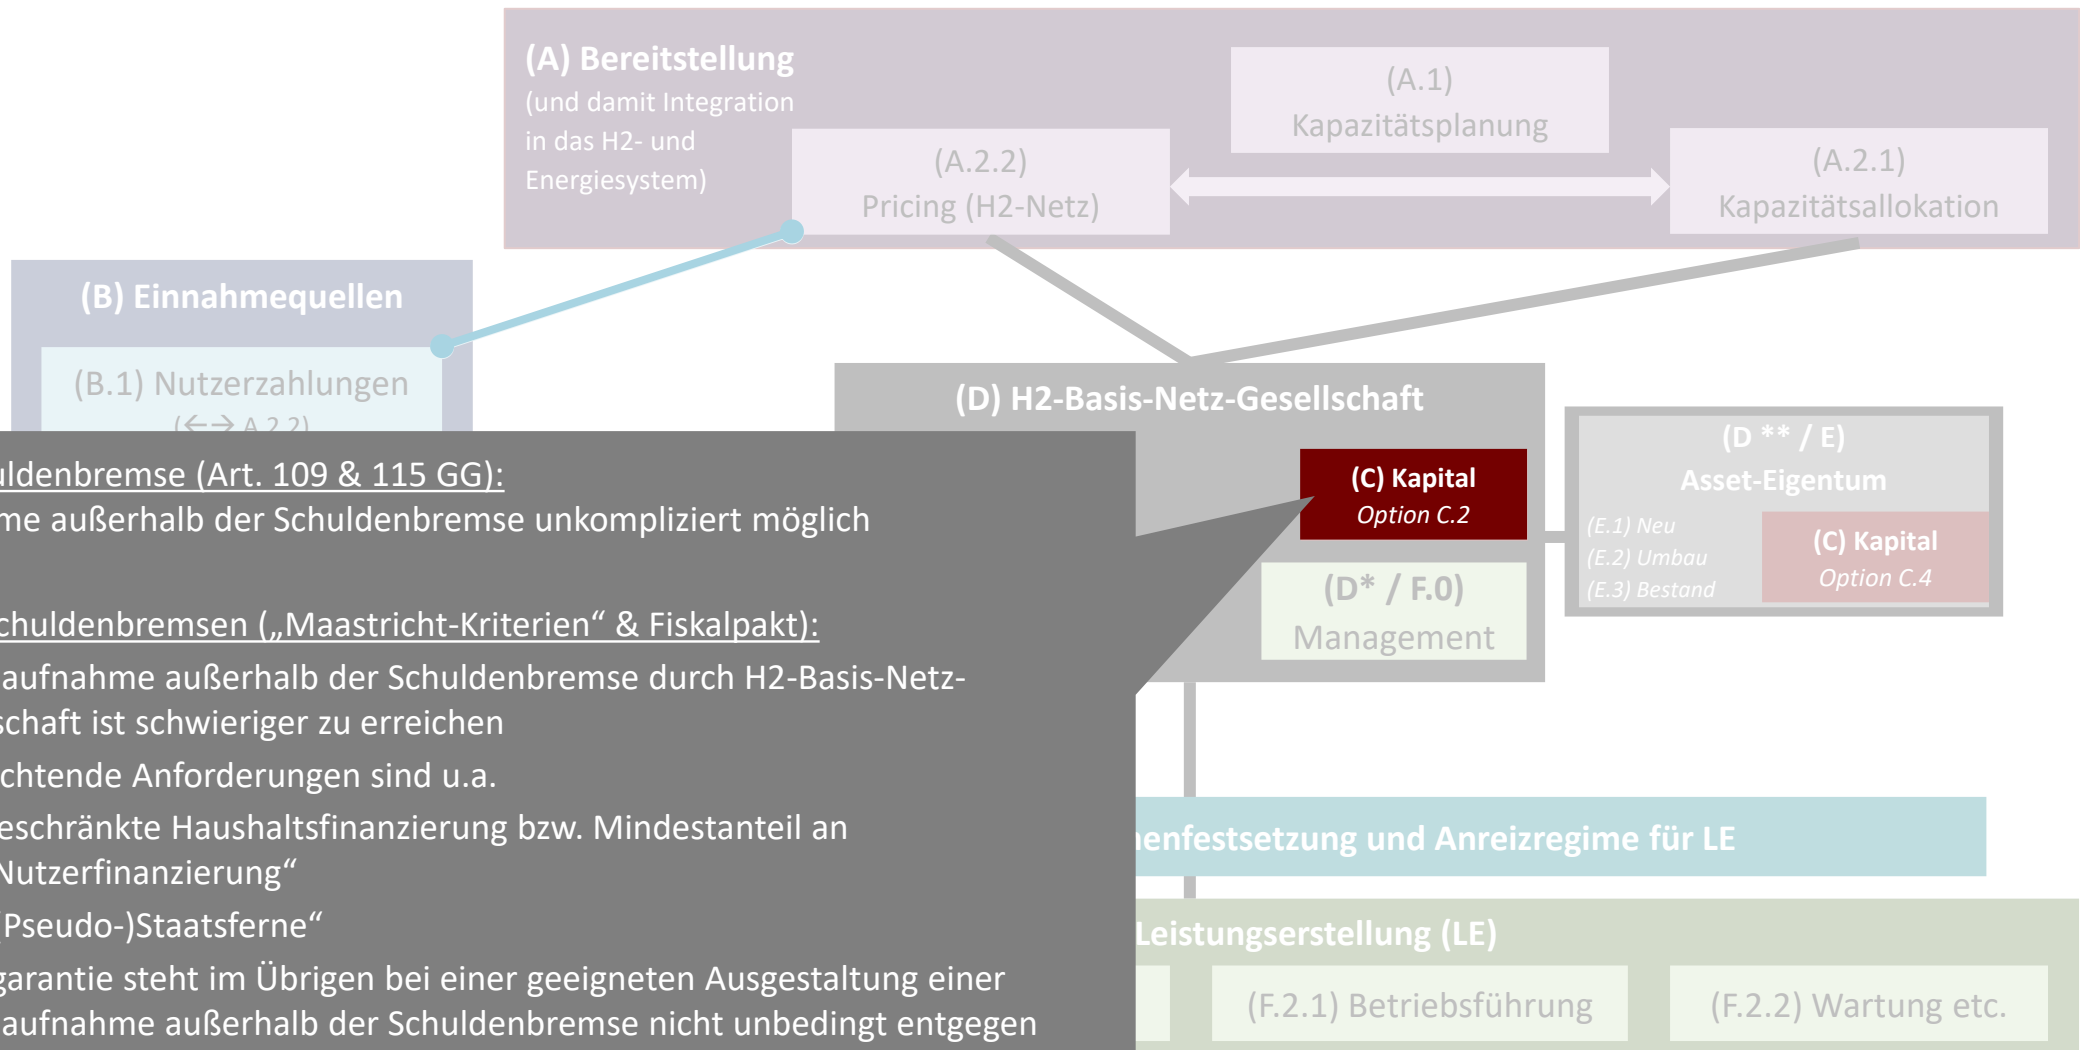 (A) Bereitstellung
(und damit Integration
in das H2- und
Energiesystem)
(A.1)
Kapazitätsplanung
(A.2.2)
Pricing (H2-Netz)
(A.2.1)
Kapazitätsallokation
(B) Einnahmequellen
(B.1) Nutzerzahlungen
(←→ A.2.2)
(D) H2-Basis-Netz-Gesellschaft
(C) Kapital
Option C.2
(D* / F.0)
Management
(D ** / E)
Asset-Eigentum
(E.1) Neu
(E.2) Umbau
(E.3) Bestand
(C) Kapital
Option C.4
uldenbremse (Art. 109 & 115 GG):
me außerhalb der Schuldenbremse unkompliziert möglich
chuldenbremsen („Maastricht-Kriterien“ & Fiskalpakt):
aufnahme außerhalb der Schuldenbremse durch H2-Basis-Netz-
schaft ist schwieriger zu erreichen
chtende Anforderungen sind u.a.
eschränkte Haushaltsfinanzierung bzw. Mindestanteil an
Nutzerfinanzierung“
(Pseudo-)Staatsferne“
garantie steht im Übrigen bei einer geeigneten Ausgestaltung einer
aufnahme außerhalb der Schuldenbremse nicht unbedingt entgegen
enfestsetzung und Anreizregime für LE
Leistungserstellung (LE)
(F.2.1) Betriebsführung
(F.2.2) Wartung etc.